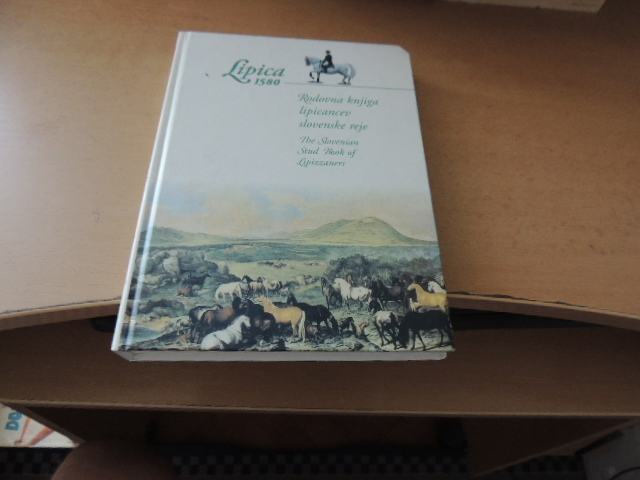 Lipica
1580
Rodovna knjiga
lipicancev
slovenske reje
The Slovenian
Stud Book of
Lipizzaners